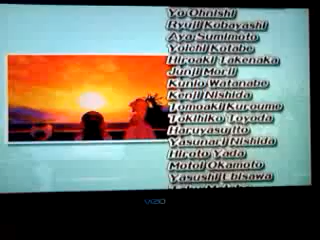 Yo Ohnishi
Ryuji Kobayashi
Aya Sumimoto
Yoichi Kotabe
Hiroaki Takenaka
Junji Morii
Kunio Watanabe
Kenji Nishida
Tomoaki Kuroume
Tokihiko Toyoda
Haruyasu Ito
Yasunari Nishida
Hiroto Yada
Motoi Okamoto
Yasushi Ebisawa
VIZIO